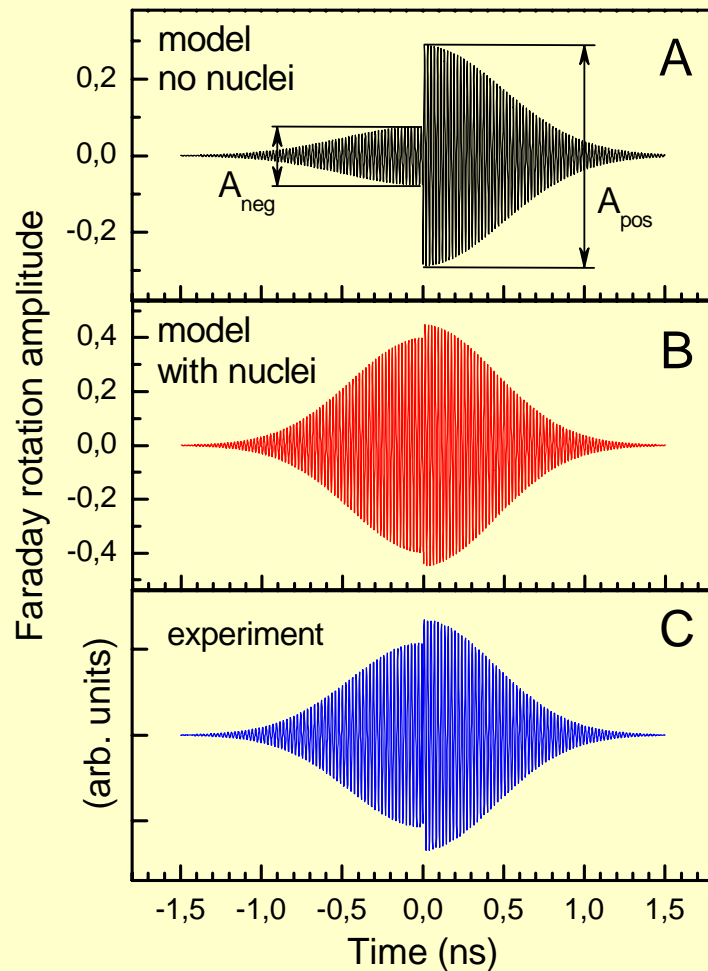 Faraday rotation amplitude
(arb. units)
model
no nuclei
A
0,2
0,0
-0,2
A_neg
A_pos
model
with nuclei
B
0,4
0,2
0,0
-0,2
-0,4
experiment
C
-1,5 -1,0 -0,5 0,0 0,5 1,0 1,5
Time (ns)